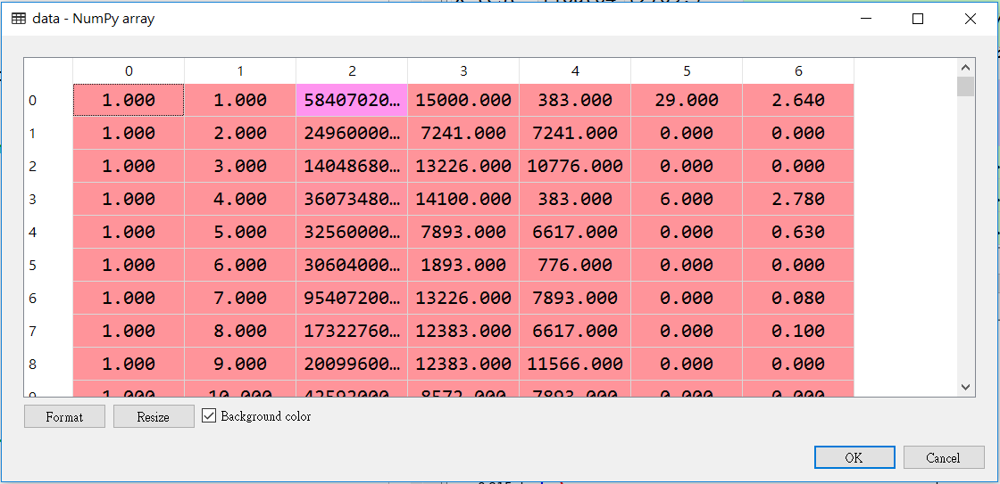 data - NumPy array
0 1 2 3 4 5 6
0 1.000 1.000 58407020… 15000.000 383.000 29.000 2.640
1 1.000 2.000 24960000… 7241.000 7241.000 0.000 0.000
2 1.000 3.000 14048680… 13226.000 10776.000 0.000 0.000
3 1.000 4.000 36073480… 14100.000 383.000 6.000 2.780
4 1.000 5.000 32560000… 7893.000 6617.000 0.000 0.630
5 1.000 6.000 30604000… 1893.000 776.000 0.000 0.000
6 1.000 7.000 95407200… 13226.000 7893.000 0.000 0.080
7 1.000 8.000 17322760… 12383.000 6617.000 0.000 0.100
8 1.000 9.000 20099600… 12383.000 11566.000 0.000 0.000
9 1.000 10.000 42592000… 8572.000 7893.000 0.000 0.000
Format Resize Background color
OK Cancel